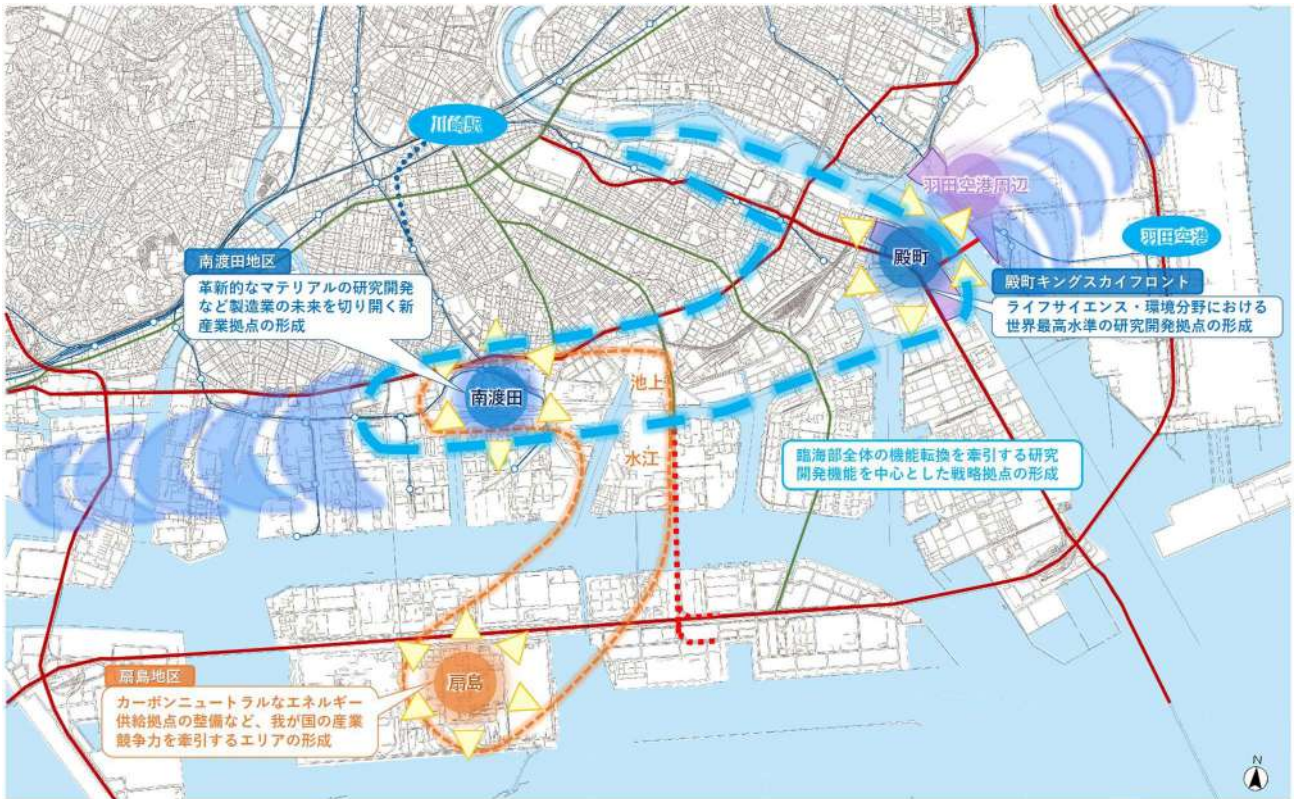 川崎駅
羽田空港周辺
羽田空港
殿町
殿町キングスカイフロント
ライフサイエンス・環境分野における
世界最高水準の研究開発拠点の形成
南渡田地区
革新的なマテリアルの研究開発
など製造業の未来を切り開く新
産業拠点の形成
南渡田
池上
水江
臨海部全体の機能転換を牽引する研究
開発機能を中心とした戦略拠点の形成
扇島地区
カーボンニュートラルなエネルギー
供給拠点の整備など、我が国の産業
競争力を牽引するエリアの形成
扇島
N